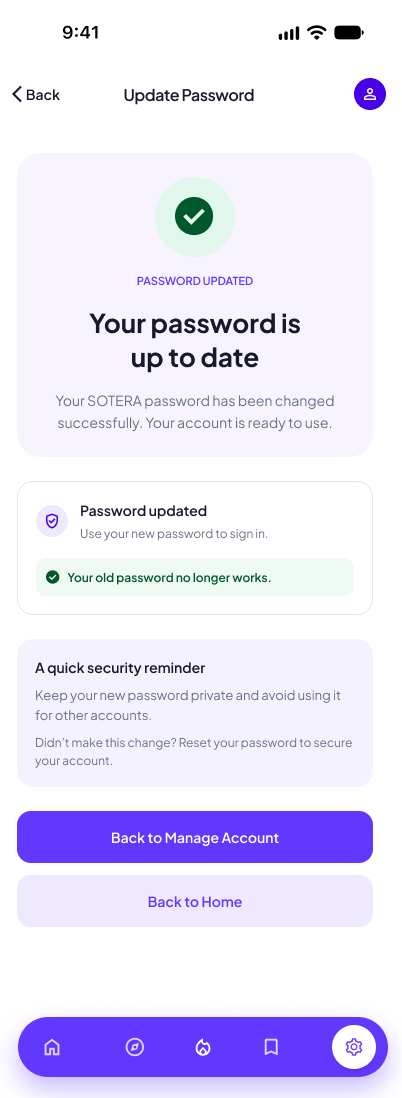 9:41
Back
Update Password
PASSWORD UPDATED
Your password is
up to date
Your SOTERA password has been changed
successfully. Your account is ready to use.
Password updated
Use your new password to sign in.
Your old password no longer works.
A quick security reminder
Keep your new password private and avoid using it
for other accounts.
Didn’t make this change? Reset your password to secure
your account.
Back to Manage Account
Back to Home